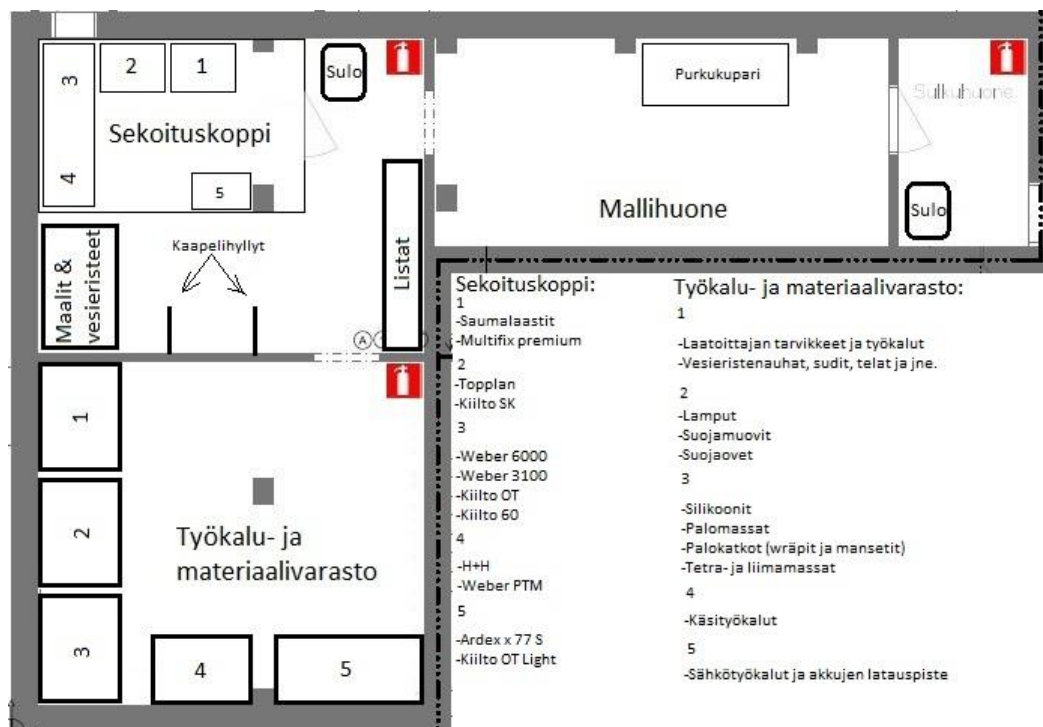 3
2
1
Sulo
Sekoituskoppi
4
5
Purkukupari
Sulkuhuone
Mallihuone
Sulo
Maalit &
vesieristeet
Kaapelihyllyt
Listat
A
1
2
3
Työkalu- ja
materiaalivarasto
4
5
Sekoituskoppi:
1
-Saumalaastit
-Multifix premium
2
-Topplan
-Kiilto SK
3
-Weber 6000
-Weber 3100
-Kiilto OT
-Kiilto 60
4
-H+H
-Weber PTM
5
-Ardex x 77 S
-Kiilto OT Light
Työkalu- ja materiaalivarasto:
1
-Laatoittajan tarvikkeet ja työkalut
-Vesieristenauhat, sudit, telat ja jne.
2
-Lamput
-Suojamuovit
-Suojaovet
3
-Silikoonit
-Palomassat
-Palokatkot (wräpit ja mansetit)
-Tetra- ja liimamassat
4
-Käsityökalut
5
-Sähkötyökalut ja akkujen latauspiste